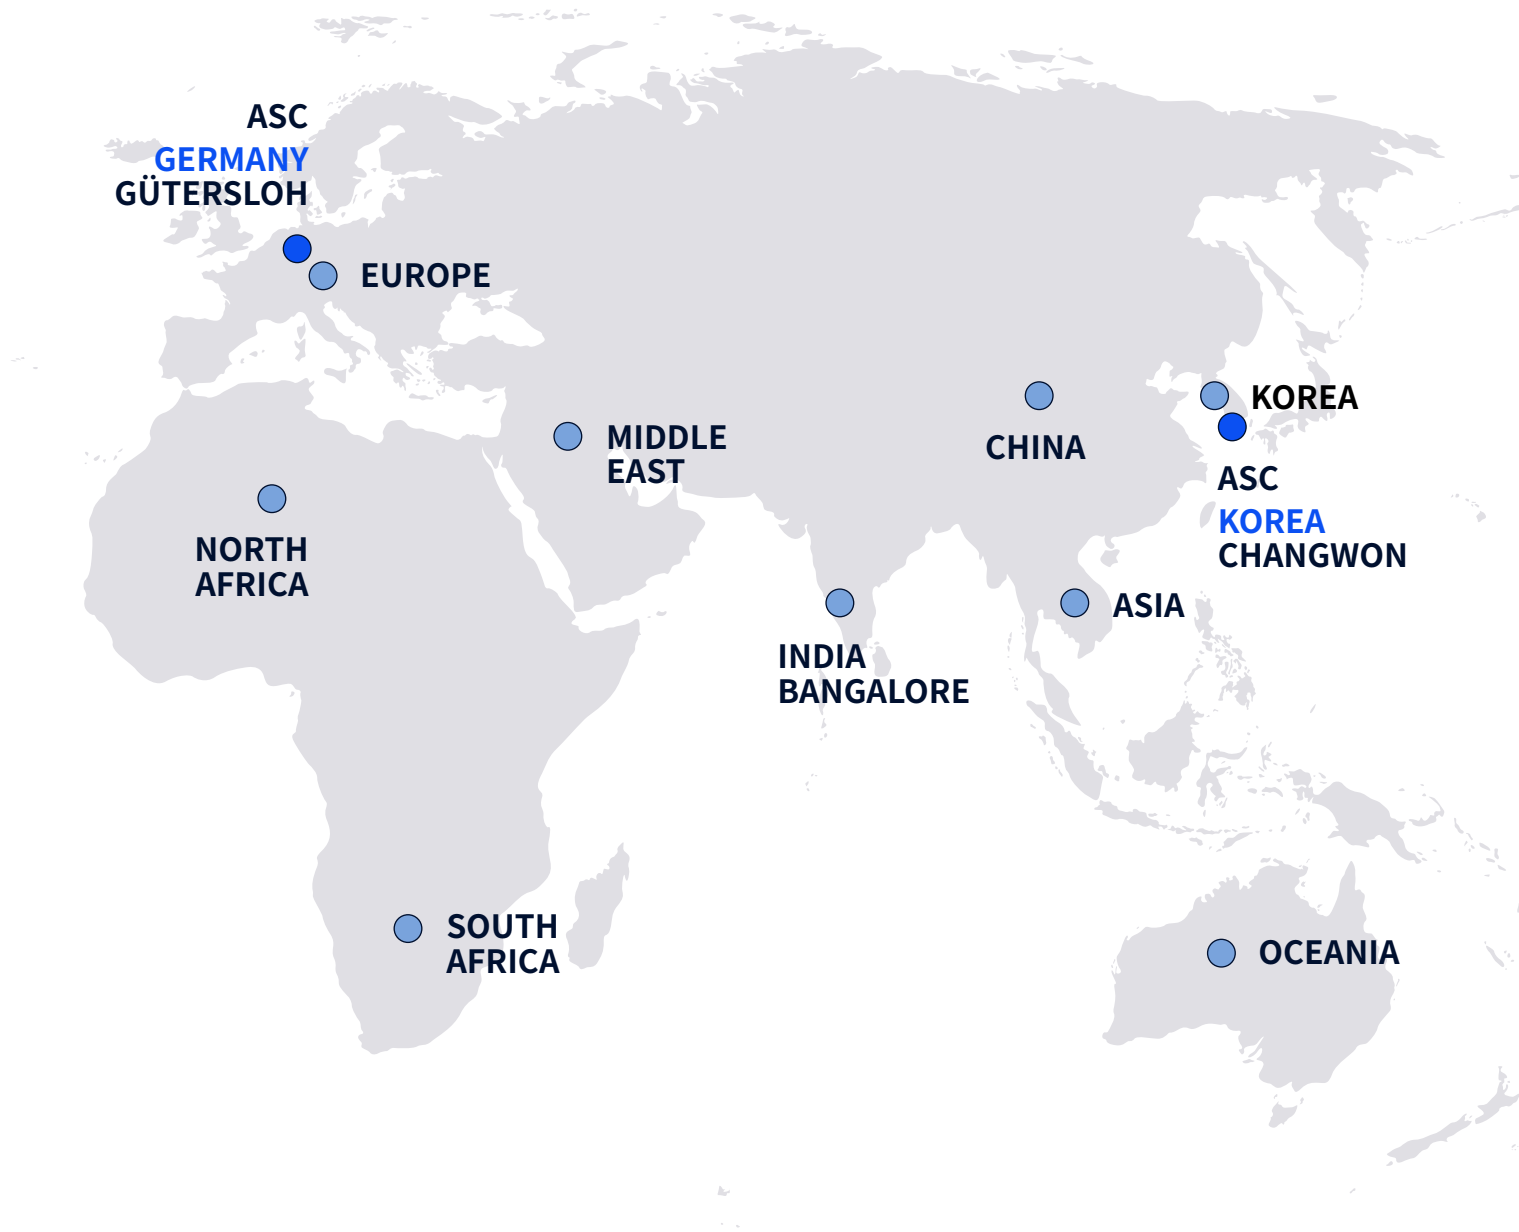 ASC
GERMANY
GÜTERSLOH
EUROPE
KOREA
MIDDLE
EAST
CHINA
ASC
KOREA
CHANGWON
NORTH
AFRICA
ASIA
INDIA
BANGALORE
SOUTH
AFRICA
OCEANIA